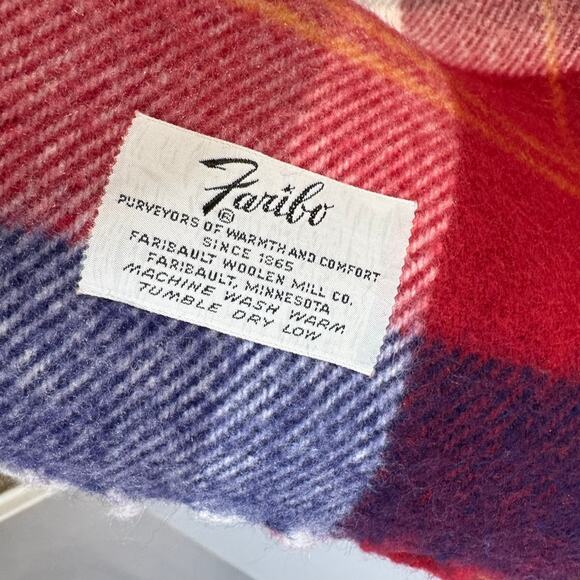 Faribo
®
PURVEYORS OF WARMTH AND COMFORT
SINCE 1865
FARIBAULT WOOLEN MILL CO.
FARIBAULT, MINNESOTA
MACHINE WASH WARM
TUMBLE DRY LOW